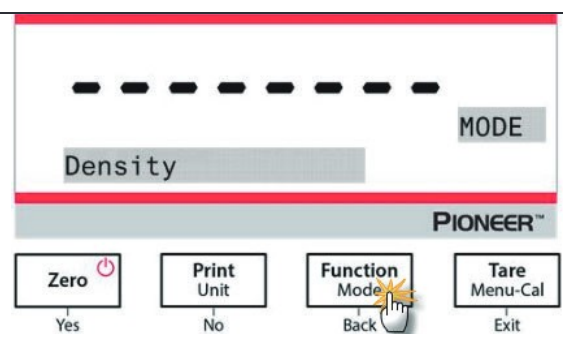 --------
MODE
Density
PIONEER™
Zero Print Function Tare
Unit Mode Menu-Cal
Yes No Back Exit